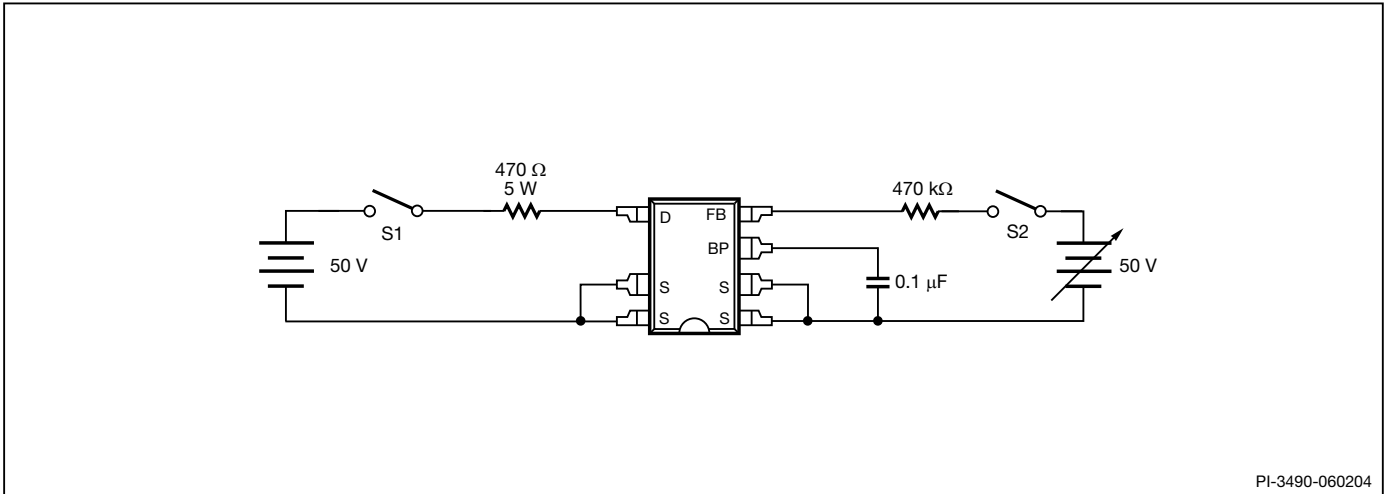 470 Ω
5 W
470 kΩ
D
FB
S1
S2
BP
50 V
50 V
0.1 µF
S
S
S
S
PI-3490-060204